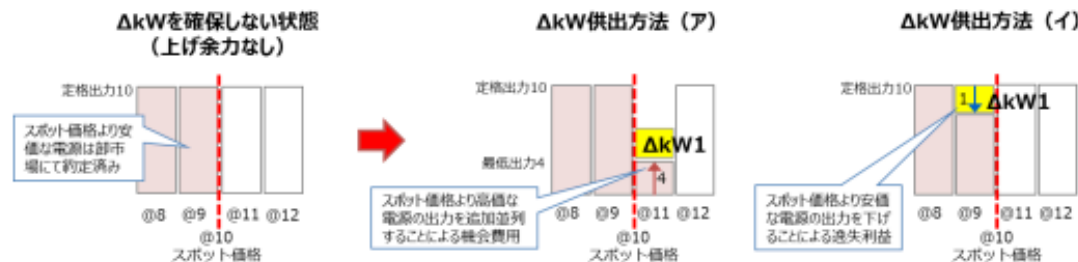 ΔkWを確保しない状態
(上げ余力なし)
定格出力10
スポット価格より安
価な電源は卸市
場にて約定済み
@8 @9 @11 @12
@10
スポット価格
ΔkW供出方法(ア)
定格出力10
ΔkW1
最低出力4
4
スポット価格より高価な
電源の出力を追加並列
することによる機会費用
@8 @9 @11 @12
@10
スポット価格
ΔkW供出方法(イ)
定格出力10
1
ΔkW1
スポット価格より安価
な電源の出力を下げ
ることによる逸失利益
@8 @9 @11 @12
@10
スポット価格